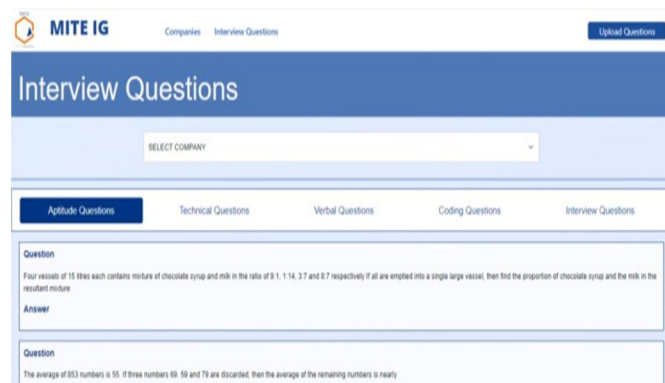 MITE IG
Companies
Interview Questions
Upload Questions
Interview Questions
SELECT COMPANY
Aptitude Questions
Technical Questions
Verbal Questions
Coding Questions
Interview Questions
Question
Four vessels of 15 litres each contains mixture of chocolate syrup and milk in the ratio of 9:1, 1:14, 3:7 and 8:7 respectively If all are emptied into a single large vessel, then find the proportion of chocolate syrup and the milk in the
resultant mixture
Answer
Question
The average of 853 numbers is 55. If three numbers 69. 59 and 79 are discarded, then the average of the remaining numbers is nearly